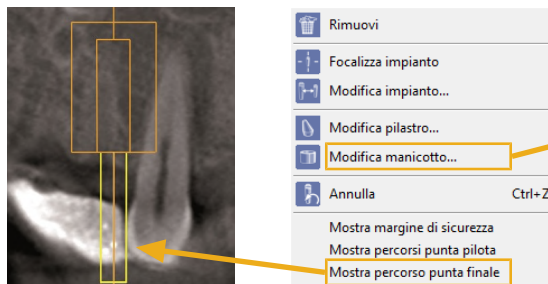 Rimuovi
Focalizza impianto
Modifica impianto...
Modifica pilastro...
Modifica manicotto...
Annulla Ctrl+Z
Mostra margine di sicurezza
Mostra percorsi punta pilota
Mostra percorso punta finale